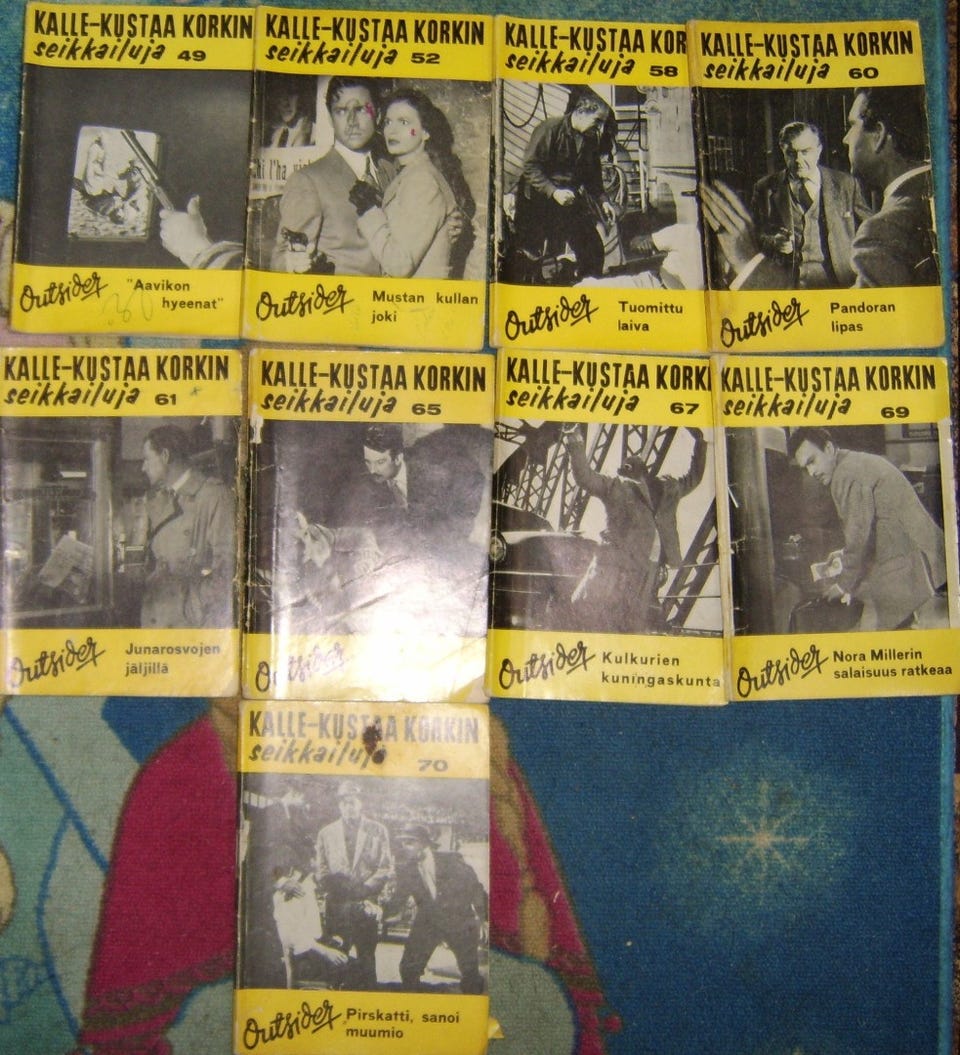 KALLE-KUSTAA KORKIN
seikkailuja 49
Outsider
"Aavikon
hyeenat"
KALLE-KUSTAA KORKIN
seikkailuja 52
Outsider
Mustan kullan
joki
KALLE-KUSTAA KOR
seikkailuja 58
Outsider
Tuomittu
laiva
KALLE-KUSTAA KORKIN
seikkailuja 60
Outsider
Pandoran
lipas
KALLE-KUSTAA KORKIN
seikkailuja 61
Outsider
Junarosvojen
jäljillä
KALLE-KUSTAA KORKIN
seikkailuja 65
Outsider
KALLE-KUSTAA KORK
seikkailuja 67
Outsider
Kulkurien
kuningaskunta
KALLE-KUSTAA KORKIN
seikkailuja 69
Outsider
Nora Millerin
salaisuus ratkeaa
KALLE-KUSTAA KORKIN
seikkailuja 70
Outsider
Pirskatti, sanoi
muumio